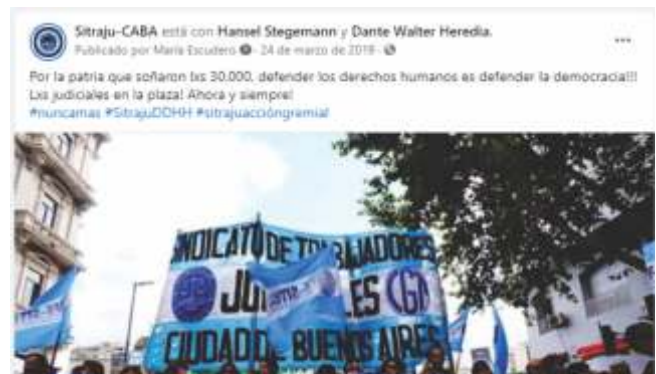 Sitraju-CABA está con Hansel Stegemann y Dante Walter Heredia.
Publicado por María Escudero · 24 de marzo de 2019 ·
Por la patria que soñaron lxs 30.000, defender los derechos humanos es defender la democracia!!!
Lxs judiciales en la plaza! Ahora y siempre!
#nuncamas #SitrajuDDHH #sitrajuaccióngremial
SINDICATO DE TRABAJADORES
CGT
CIUDAD DE BUENOS AIRES